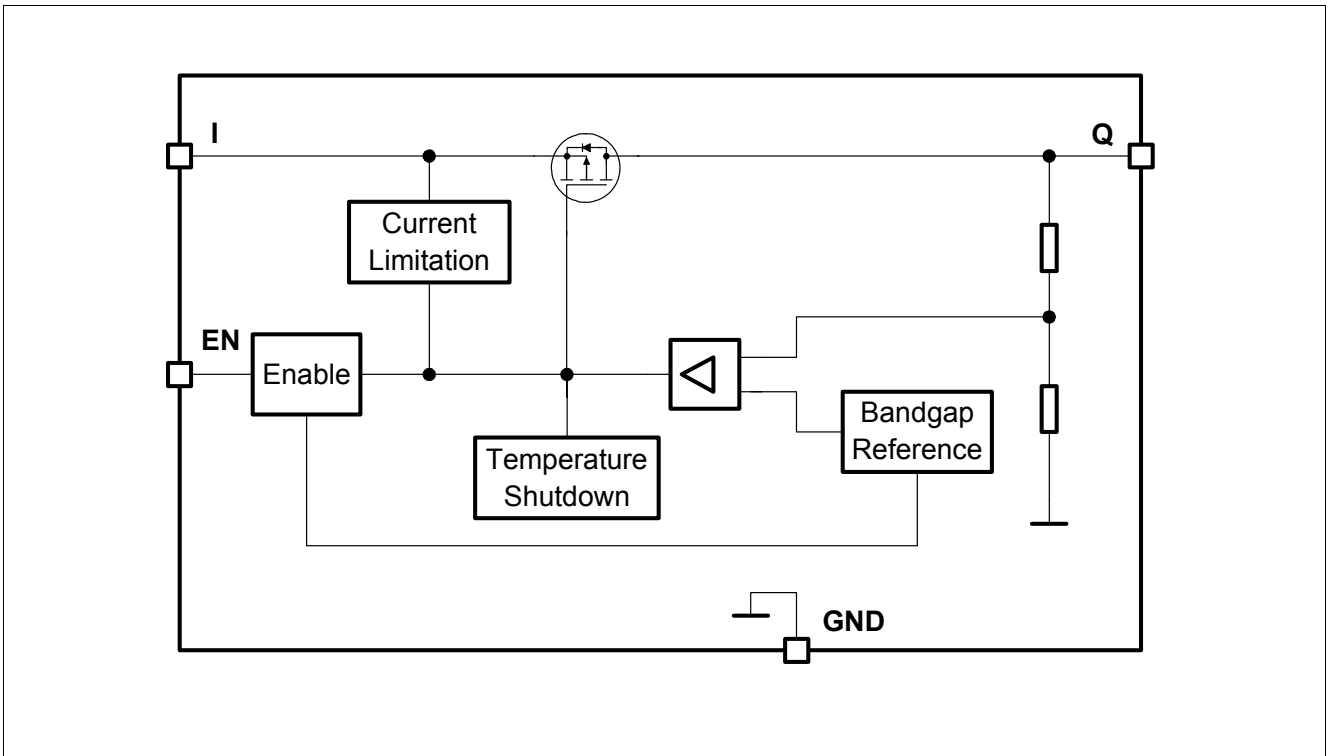 I
Q
Current
Limitation
EN
Enable
Bandgap
Reference
Temperature
Shutdown
GND